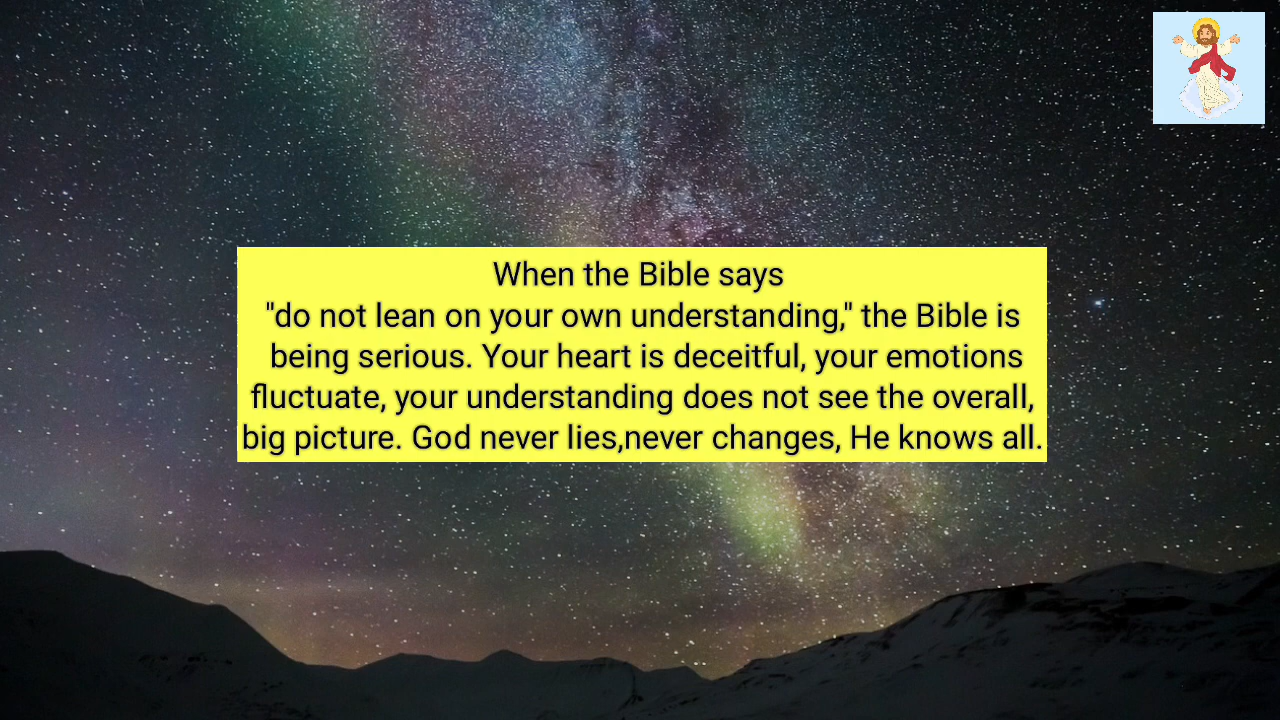 When the Bible says
"do not lean on your own understanding," the Bible is
being serious. Your heart is deceitful, your emotions
fluctuate, your understanding does not see the overall,
big picture. God never lies,never changes, He knows all.